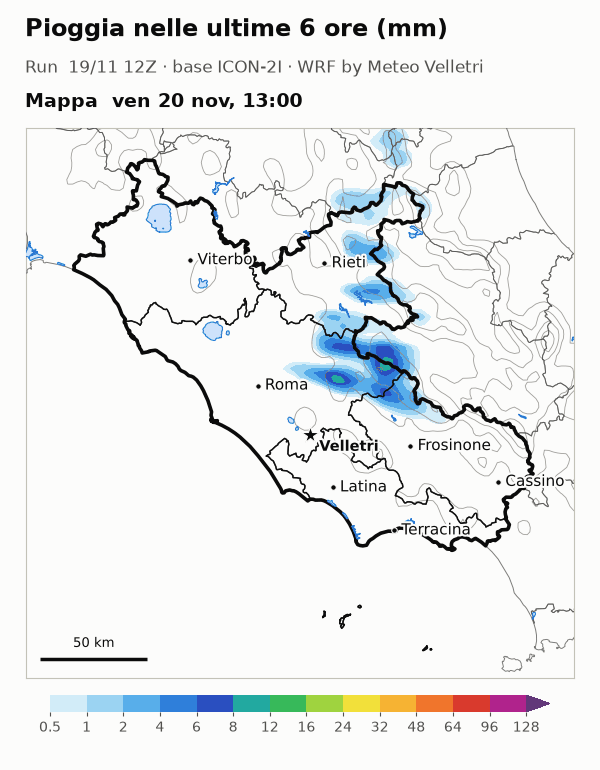 Pioggia nelle ultime 6 ore (mm)
Run  19/11 12Z · base ICON-2I · WRF by Meteo Velletri
Mappa  ven 20 nov, 13:00
Viterbo
Rieti
Roma
Velletri
Frosinone
Cassino
Latina
Terracina
50 km
0.5 1 2 4 6 8 12 16 24 32 48 64 96 128